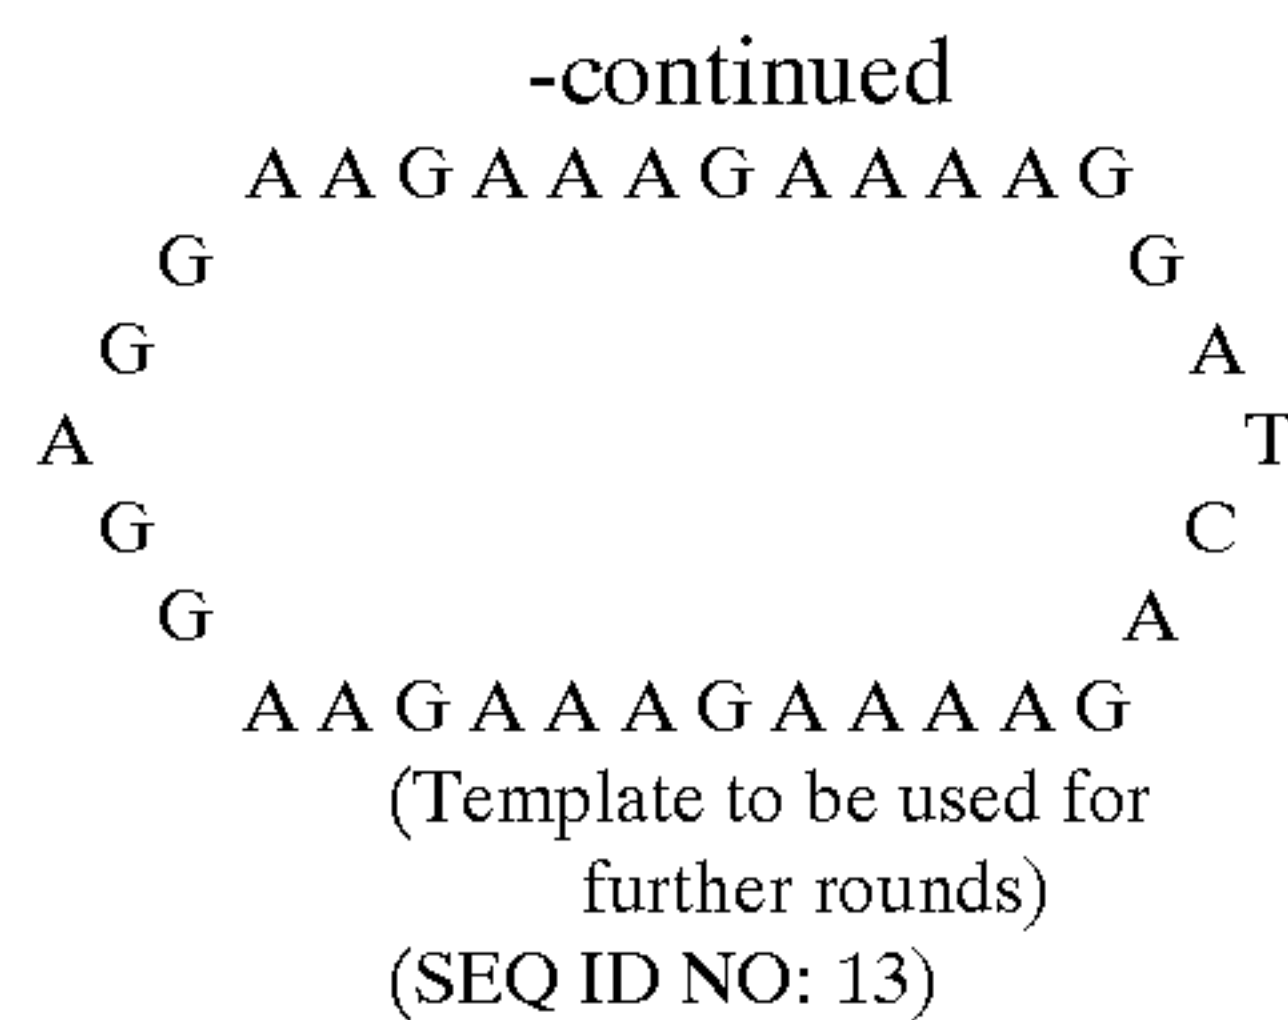 -continued
A A G A A A G A A A A G
G G
G A
A T
G C
G A
A A G A A A G A A A A G
(Template to be used for
further rounds)
(SEQ ID NO: 13)